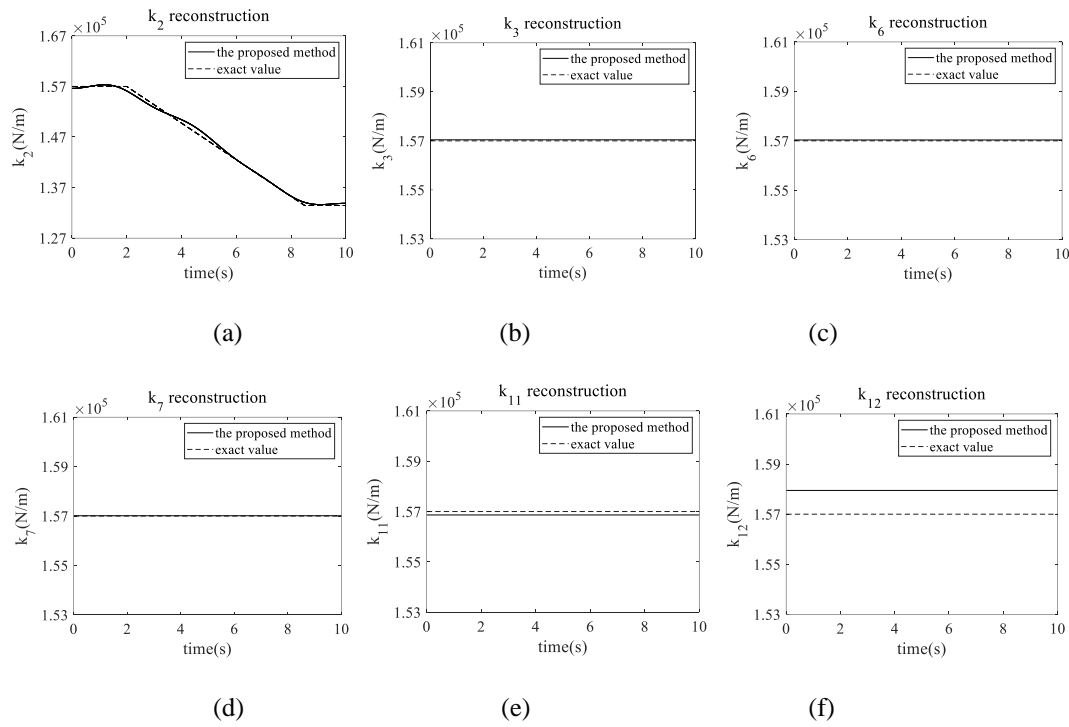 k2 reconstruction
×10^5
1.67
1.57
1.47
1.37
1.27
k2(N/m)
the proposed method
exact value
0 2 4 6 8 10
time(s)
(a)
k3 reconstruction
×10^5
1.61
1.59
1.57
1.55
1.53
k3(N/m)
the proposed method
exact value
0 2 4 6 8 10
time(s)
(b)
k6 reconstruction
×10^5
1.61
1.59
1.57
1.55
1.53
k6(N/m)
the proposed method
exact value
0 2 4 6 8 10
time(s)
(c)
k7 reconstruction
×10^5
1.61
1.59
1.57
1.55
1.53
k7(N/m)
the proposed method
exact value
0 2 4 6 8 10
time(s)
(d)
k11 reconstruction
×10^5
1.61
1.59
1.57
1.55
1.53
k11(N/m)
the proposed method
exact value
0 2 4 6 8 10
time(s)
(e)
k12 reconstruction
×10^5
1.61
1.59
1.57
1.55
1.53
k12(N/m)
the proposed method
exact value
0 2 4 6 8 10
time(s)
(f)